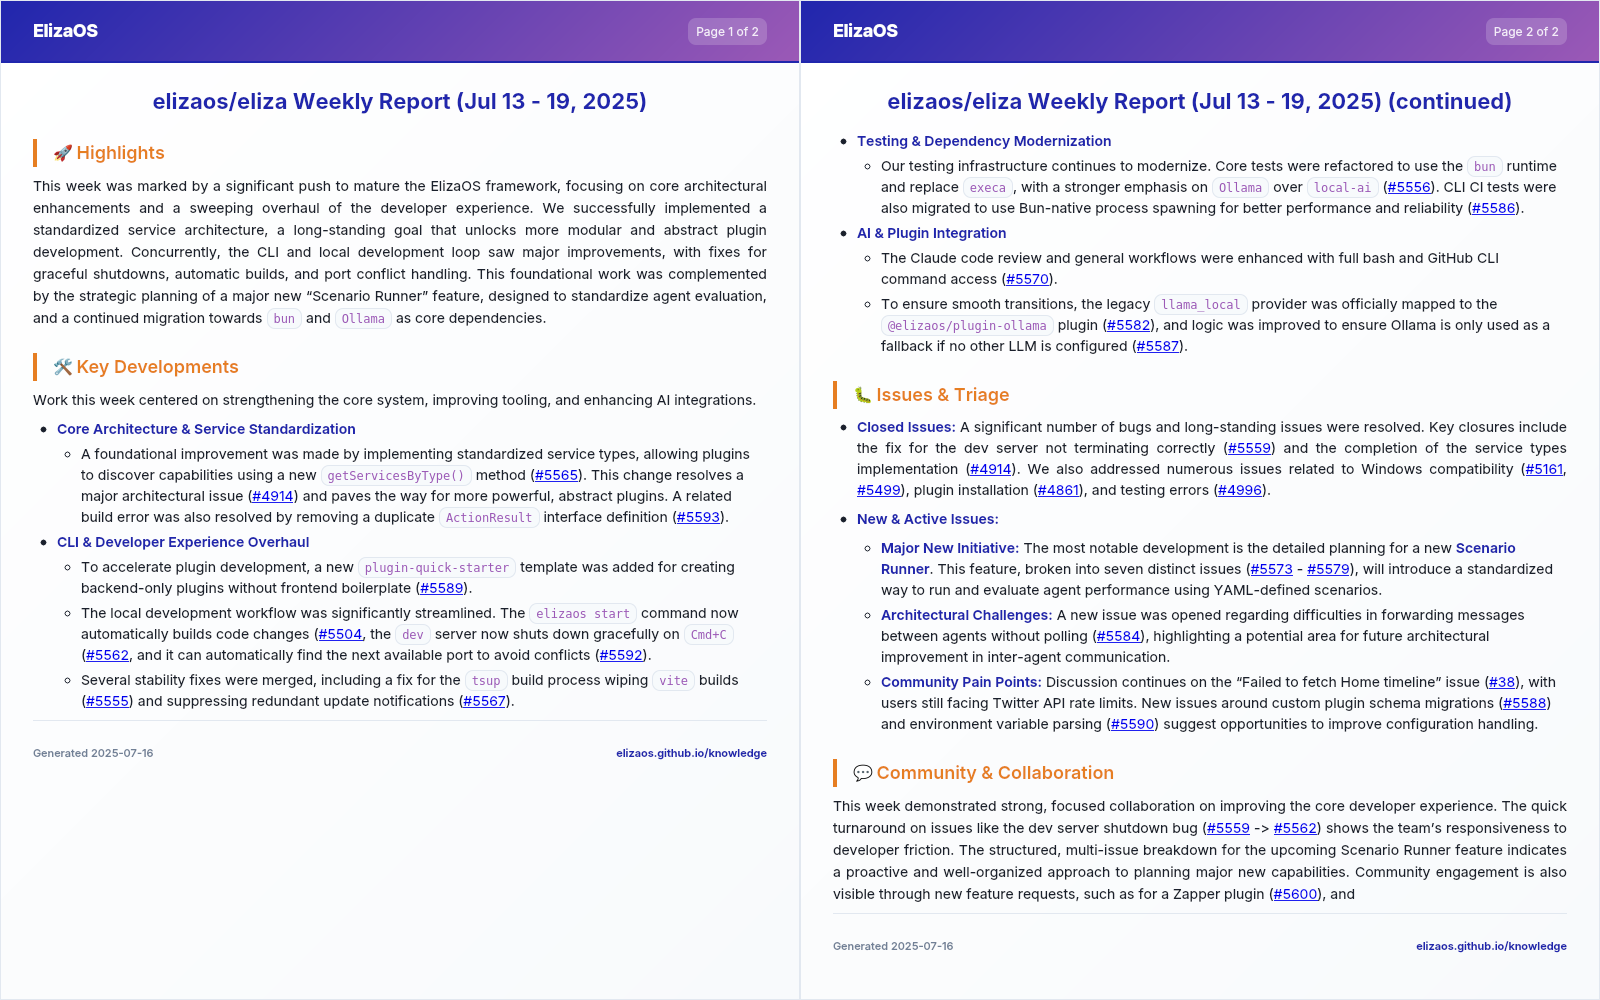 ElizaOS
Page 1 of 2
elizaos/eliza Weekly Report (Jul 13 - 19, 2025)
🚀 Highlights
This week was marked by a significant push to mature the ElizaOS framework, focusing on core architectural
enhancements and a sweeping overhaul of the developer experience. We successfully implemented a
standardized service architecture, a long-standing goal that unlocks more modular and abstract plugin
development. Concurrently, the CLI and local development loop saw major improvements, with fixes for
graceful shutdowns, automatic builds, and port conflict handling. This foundational work was complemented
by the strategic planning of a major new “Scenario Runner” feature, designed to standardize agent evaluation,
and a continued migration towards bun and Ollama as core dependencies.
🛠️ Key Developments
Work this week centered on strengthening the core system, improving tooling, and enhancing AI integrations.
• Core Architecture & Service Standardization
◦ A foundational improvement was made by implementing standardized service types, allowing plugins
to discover capabilities using a new getServicesByType() method (#5565). This change resolves a
major architectural issue (#4914) and paves the way for more powerful, abstract plugins. A related
build error was also resolved by removing a duplicate ActionResult interface definition (#5593).
• CLI & Developer Experience Overhaul
◦ To accelerate plugin development, a new plugin-quick-starter template was added for creating
backend-only plugins without frontend boilerplate (#5589).
◦ The local development workflow was significantly streamlined. The elizaos start command now
automatically builds code changes (#5504, the dev server now shuts down gracefully on Cmd+C
(#5562, and it can automatically find the next available port to avoid conflicts (#5592).
◦ Several stability fixes were merged, including a fix for the tsup build process wiping vite builds
(#5555) and suppressing redundant update notifications (#5567).
Generated 2025-07-16
elizaos.github.io/knowledge
ElizaOS
Page 2 of 2
elizaos/eliza Weekly Report (Jul 13 - 19, 2025) (continued)
• Testing & Dependency Modernization
◦ Our testing infrastructure continues to modernize. Core tests were refactored to use the bun runtime
and replace execa, with a stronger emphasis on Ollama over local-ai (#5556). CLI CI tests were
also migrated to use Bun-native process spawning for better performance and reliability (#5586).
• AI & Plugin Integration
◦ The Claude code review and general workflows were enhanced with full bash and GitHub CLI
command access (#5570).
◦ To ensure smooth transitions, the legacy llama_local provider was officially mapped to the
@elizaos/plugin-ollama plugin (#5582), and logic was improved to ensure Ollama is only used as a
fallback if no other LLM is configured (#5587).
🐛 Issues & Triage
• Closed Issues: A significant number of bugs and long-standing issues were resolved. Key closures include
the fix for the dev server not terminating correctly (#5559) and the completion of the service types
implementation (#4914). We also addressed numerous issues related to Windows compatibility (#5161,
#5499), plugin installation (#4861), and testing errors (#4996).
• New & Active Issues:
◦ Major New Initiative: The most notable development is the detailed planning for a new Scenario
Runner. This feature, broken into seven distinct issues (#5573 - #5579), will introduce a standardized
way to run and evaluate agent performance using YAML-defined scenarios.
◦ Architectural Challenges: A new issue was opened regarding difficulties in forwarding messages
between agents without polling (#5584), highlighting a potential area for future architectural
improvement in inter-agent communication.
◦ Community Pain Points: Discussion continues on the “Failed to fetch Home timeline” issue (#38), with
users still facing Twitter API rate limits. New issues around custom plugin schema migrations (#5588)
and environment variable parsing (#5590) suggest opportunities to improve configuration handling.
💬 Community & Collaboration
This week demonstrated strong, focused collaboration on improving the core developer experience. The quick
turnaround on issues like the dev server shutdown bug (#5559 -> #5562) shows the team’s responsiveness to
developer friction. The structured, multi-issue breakdown for the upcoming Scenario Runner feature indicates
a proactive and well-organized approach to planning major new capabilities. Community engagement is also
visible through new feature requests, such as for a Zapper plugin (#5600), and
Generated 2025-07-16
elizaos.github.io/knowledge